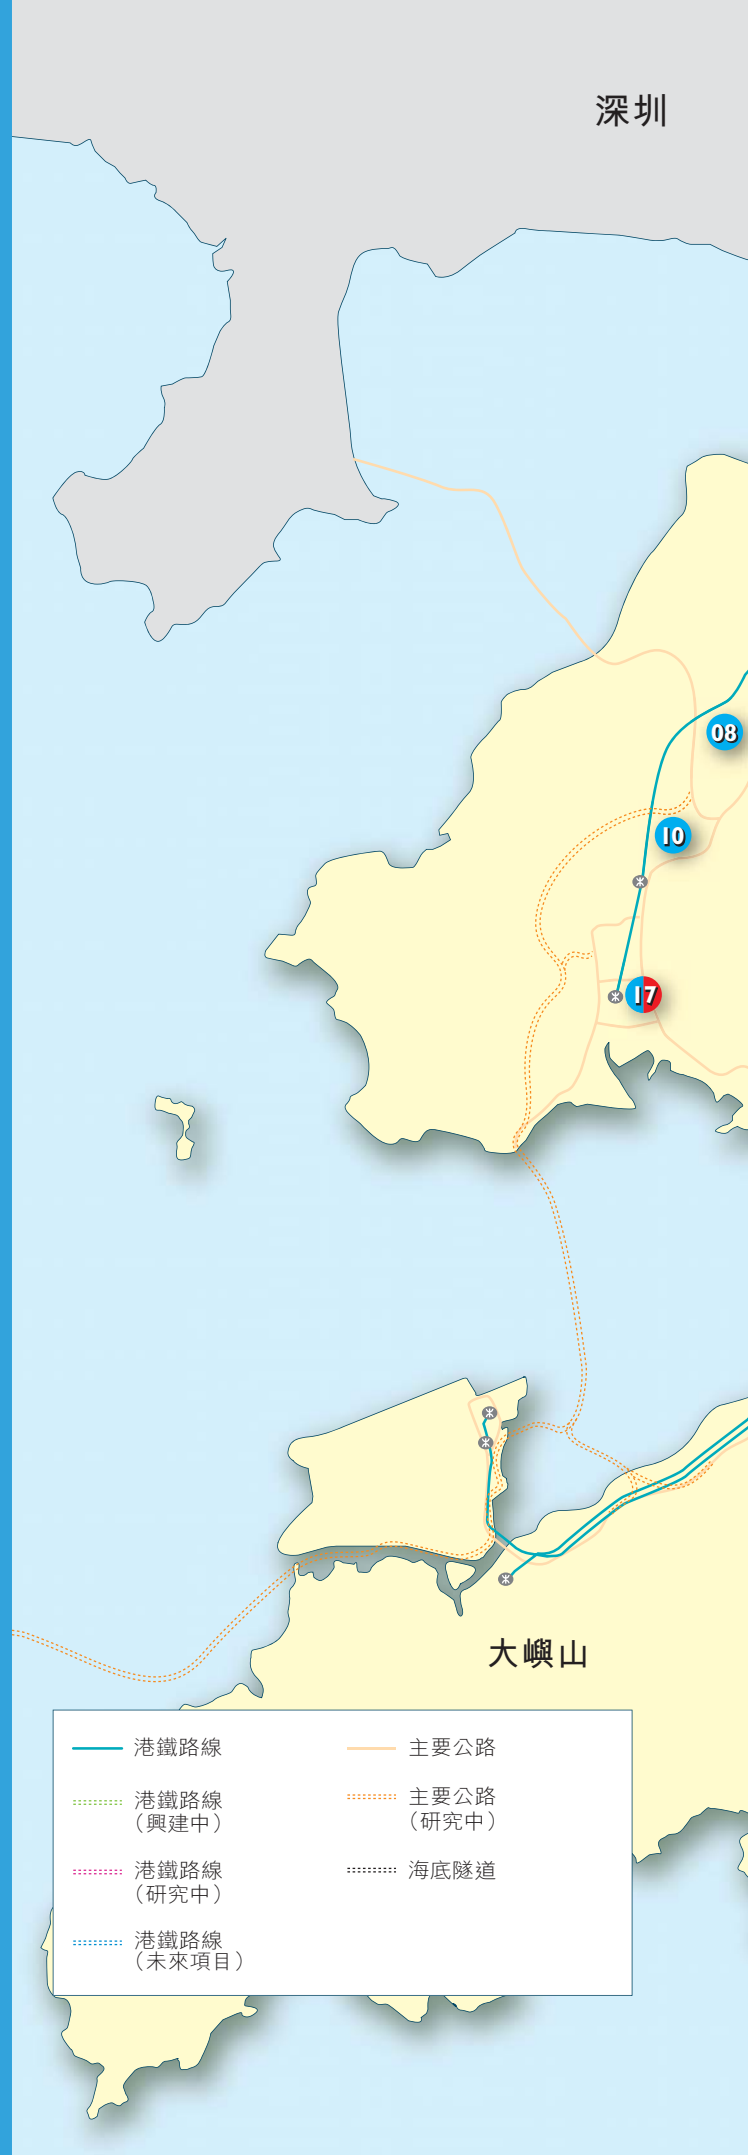 深圳
08
10
17
大嶼山
港鐵路線
港鐵路線
（興建中）
港鐵路線
（研究中）
港鐵路線
（未來項目）
主要公路
主要公路
（研究中）
海底隧道